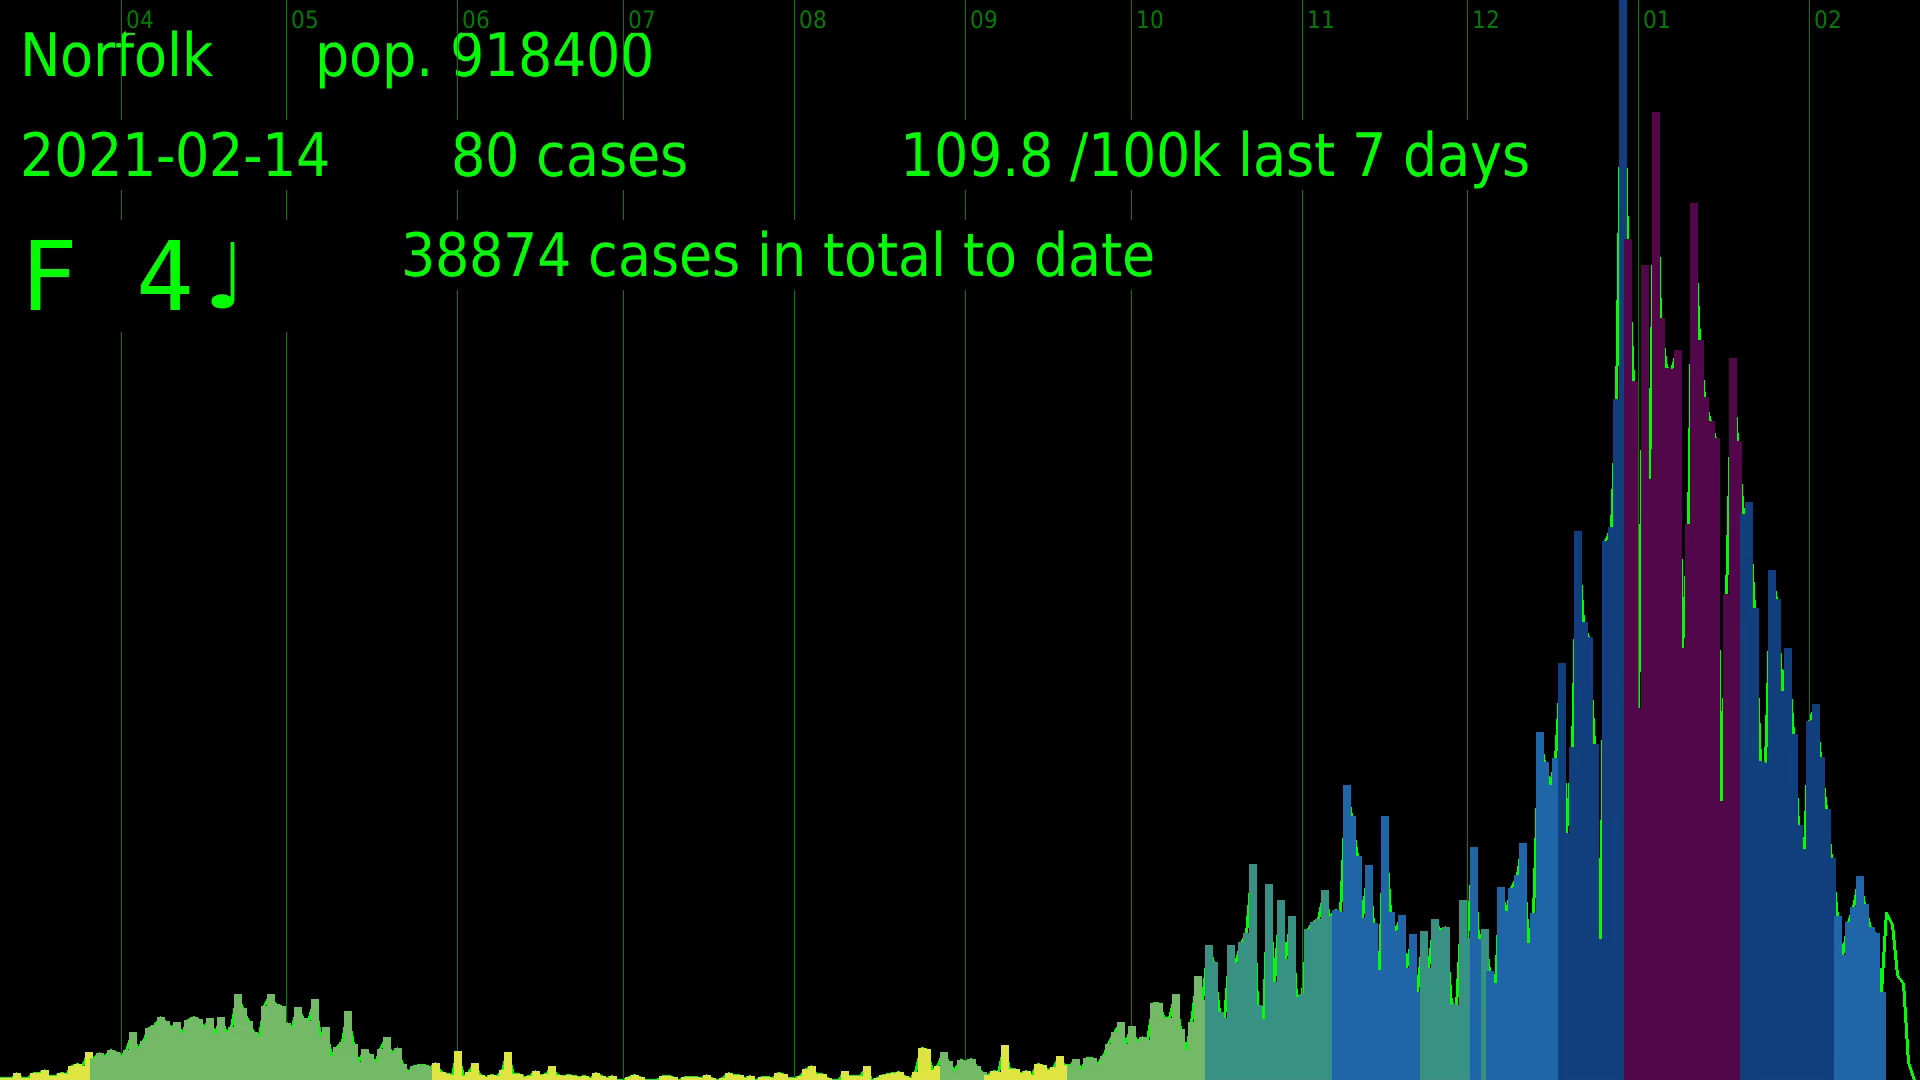 04 05 06 07 08 09 10 11 12 01 02
Norfolk pop. 918400
2021-02-14 80 cases 109.8 /100k last 7 days
F 4♩ 38874 cases in total to date